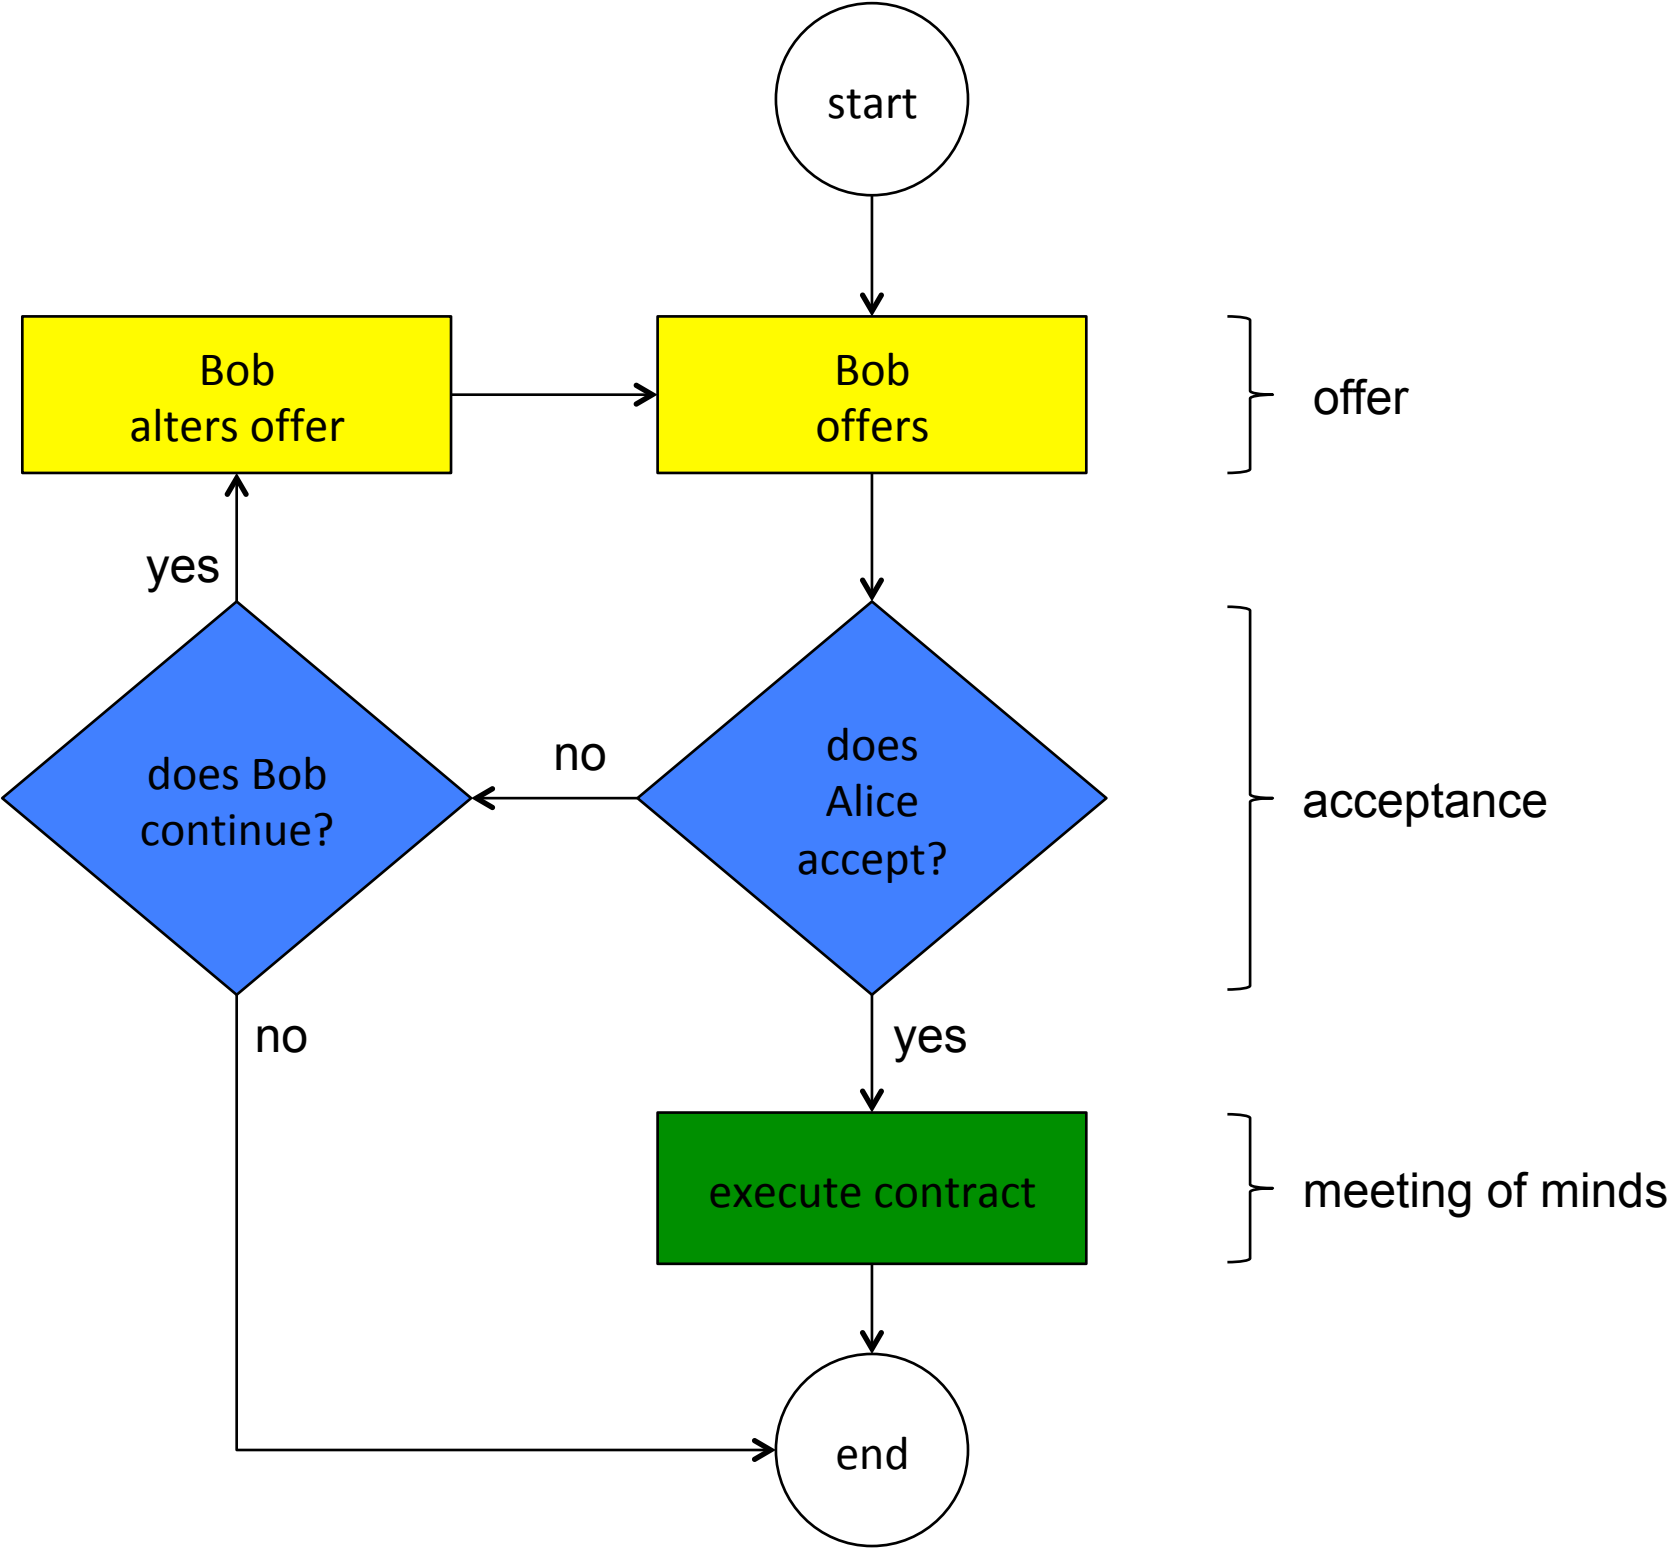 start
Bob
alters offer
Bob
offers
offer
yes
does Bob
continue?
no
does
Alice
accept?
acceptance
no
yes
execute contract
meeting of minds
end